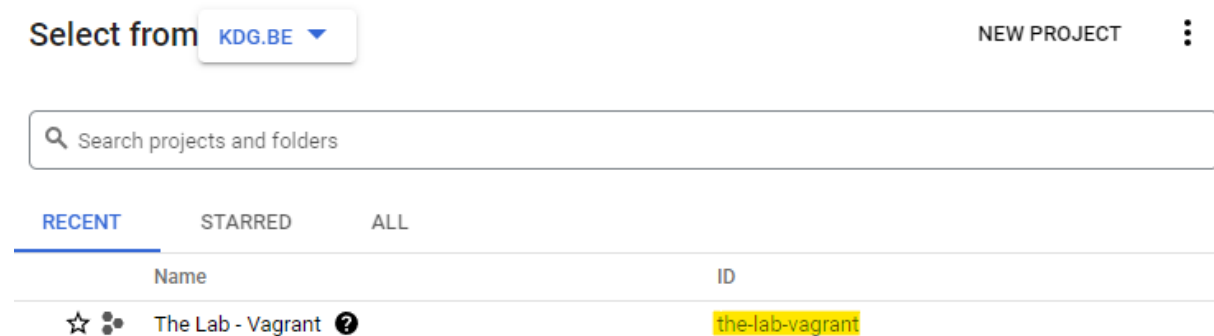 Select from KDG.BE NEW PROJECT
Search projects and folders
RECENT STARRED ALL
Name ID
The Lab - Vagrant ? the-lab-vagrant